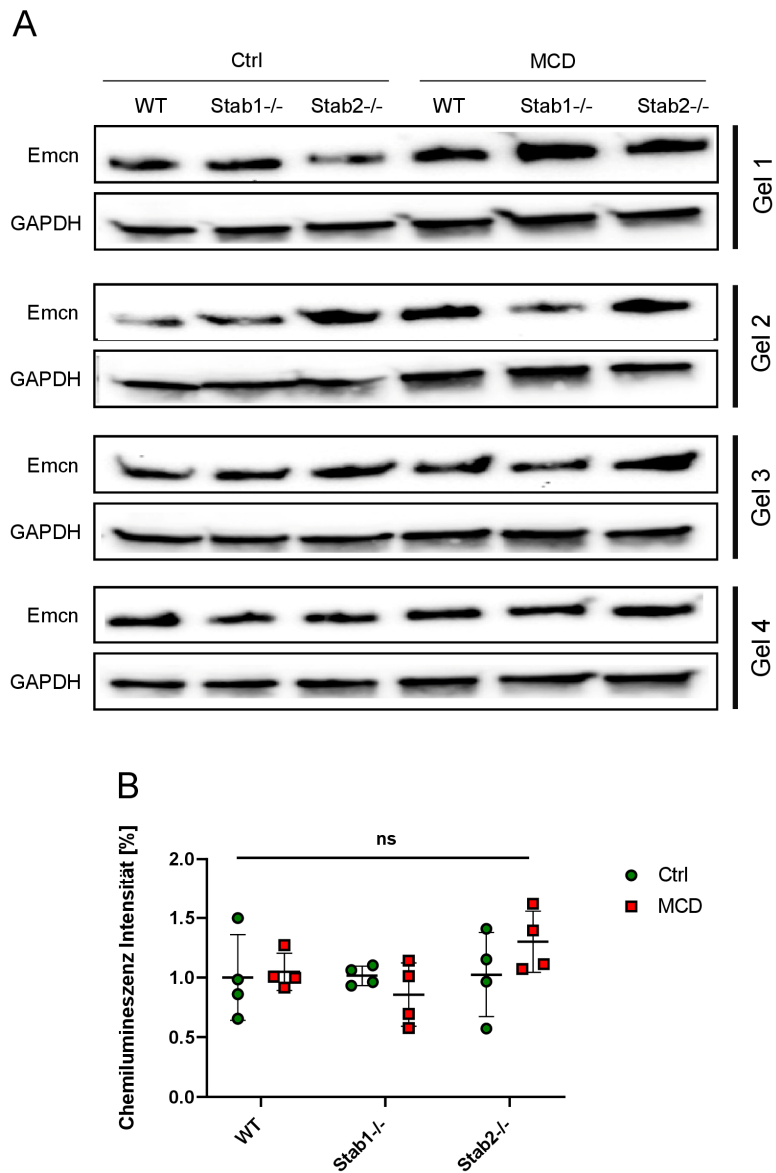 A
Ctrl MCD
WT Stab1-/- Stab2-/- WT Stab1-/- Stab2-/-
Emcn
GAPDH
Gel 1
Emcn
GAPDH
Gel 2
Emcn
GAPDH
Gel 3
Emcn
GAPDH
Gel 4
B
Chemilumineszenz Intensität [%]
ns
2.0
1.5
1.0
0.5
0.0
WT
Stab1-/-
Stab2-/-
Ctrl
MCD